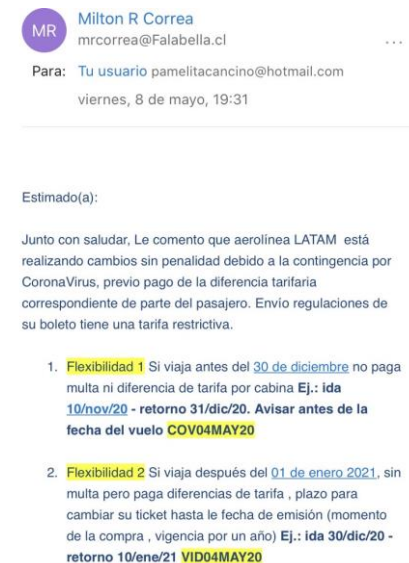 MR
Milton R Correa
mrcorrea@Falabella.cl
...
Para: Tu usuario pamelitacancino@hotmail.com
viernes, 8 de mayo, 19:31
Estimado(a):
Junto con saludar, Le comento que aerolínea LATAM está
realizando cambios sin penalidad debido a la contingencia por
CoronaVirus, previo pago de la diferencia tarifaria
correspondiente de parte del pasajero. Envío regulaciones de
su boleto tiene una tarifa restrictiva.
1. Flexibilidad 1 Si viaja antes del 30 de diciembre no paga
multa ni diferencia de tarifa por cabina Ej.: ida
10/nov/20 - retorno 31/dic/20. Avisar antes de la
fecha del vuelo COV04MAY20
2. Flexibilidad 2 Si viaja después del 01 de enero 2021, sin
multa pero paga diferencias de tarifa , plazo para
cambiar su ticket hasta le fecha de emisión (momento
de la compra , vigencia por un año) Ej.: ida 30/dic/20 -
retorno 10/ene/21 VID04MAY20